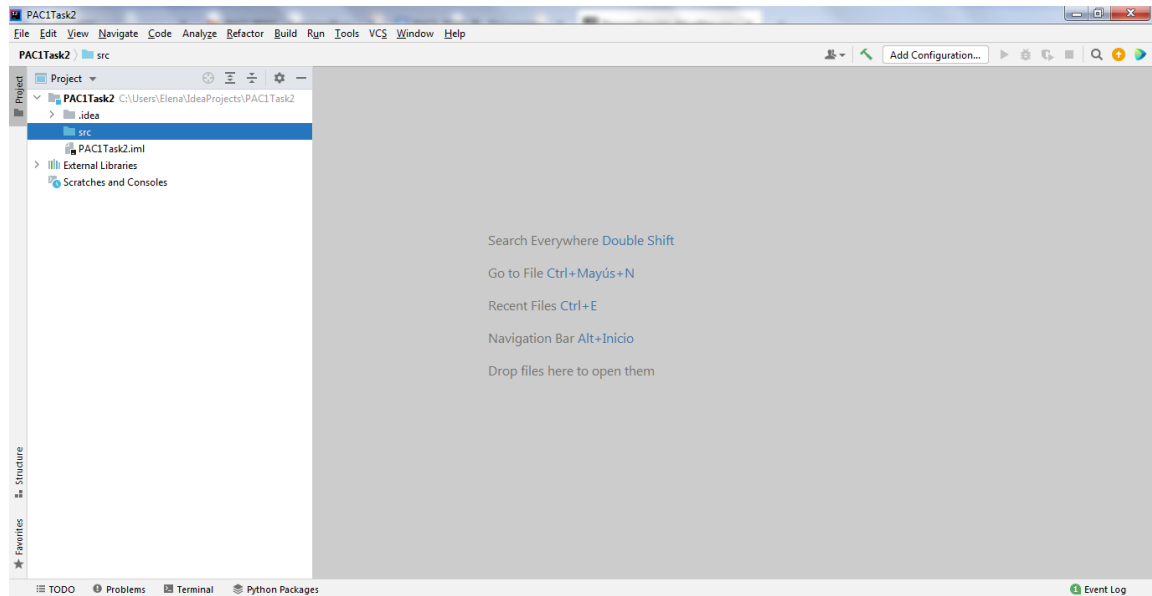 PAC1Task2
File Edit View Navigate Code Analyze Refactor Build Run Tools VCS Window Help
PAC1Task2 src
Add Configuration...
Project
Project
PAC1Task2 C:\Users\Elena\IdeaProjects\PAC1Task2
.idea
src
PAC1Task2.iml
External Libraries
Scratches and Consoles
Search Everywhere Double Shift
Go to File Ctrl+Mayús+N
Recent Files Ctrl+E
Navigation Bar Alt+Inicio
Drop files here to open them
Structure
Favorites
TODO Problems Terminal Python Packages
1 Event Log